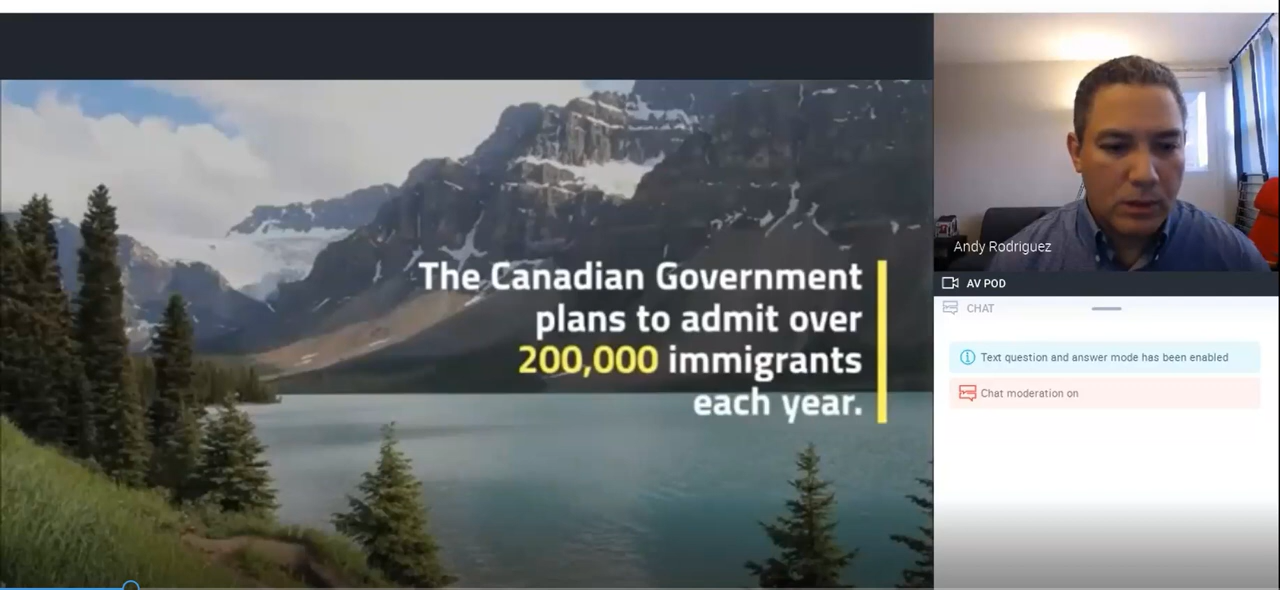 The Canadian Government
plans to admit over
200,000 immigrants
each year.
Andy Rodriguez
AV POD
CHAT
Text question and answer mode has been enabled
Chat moderation on